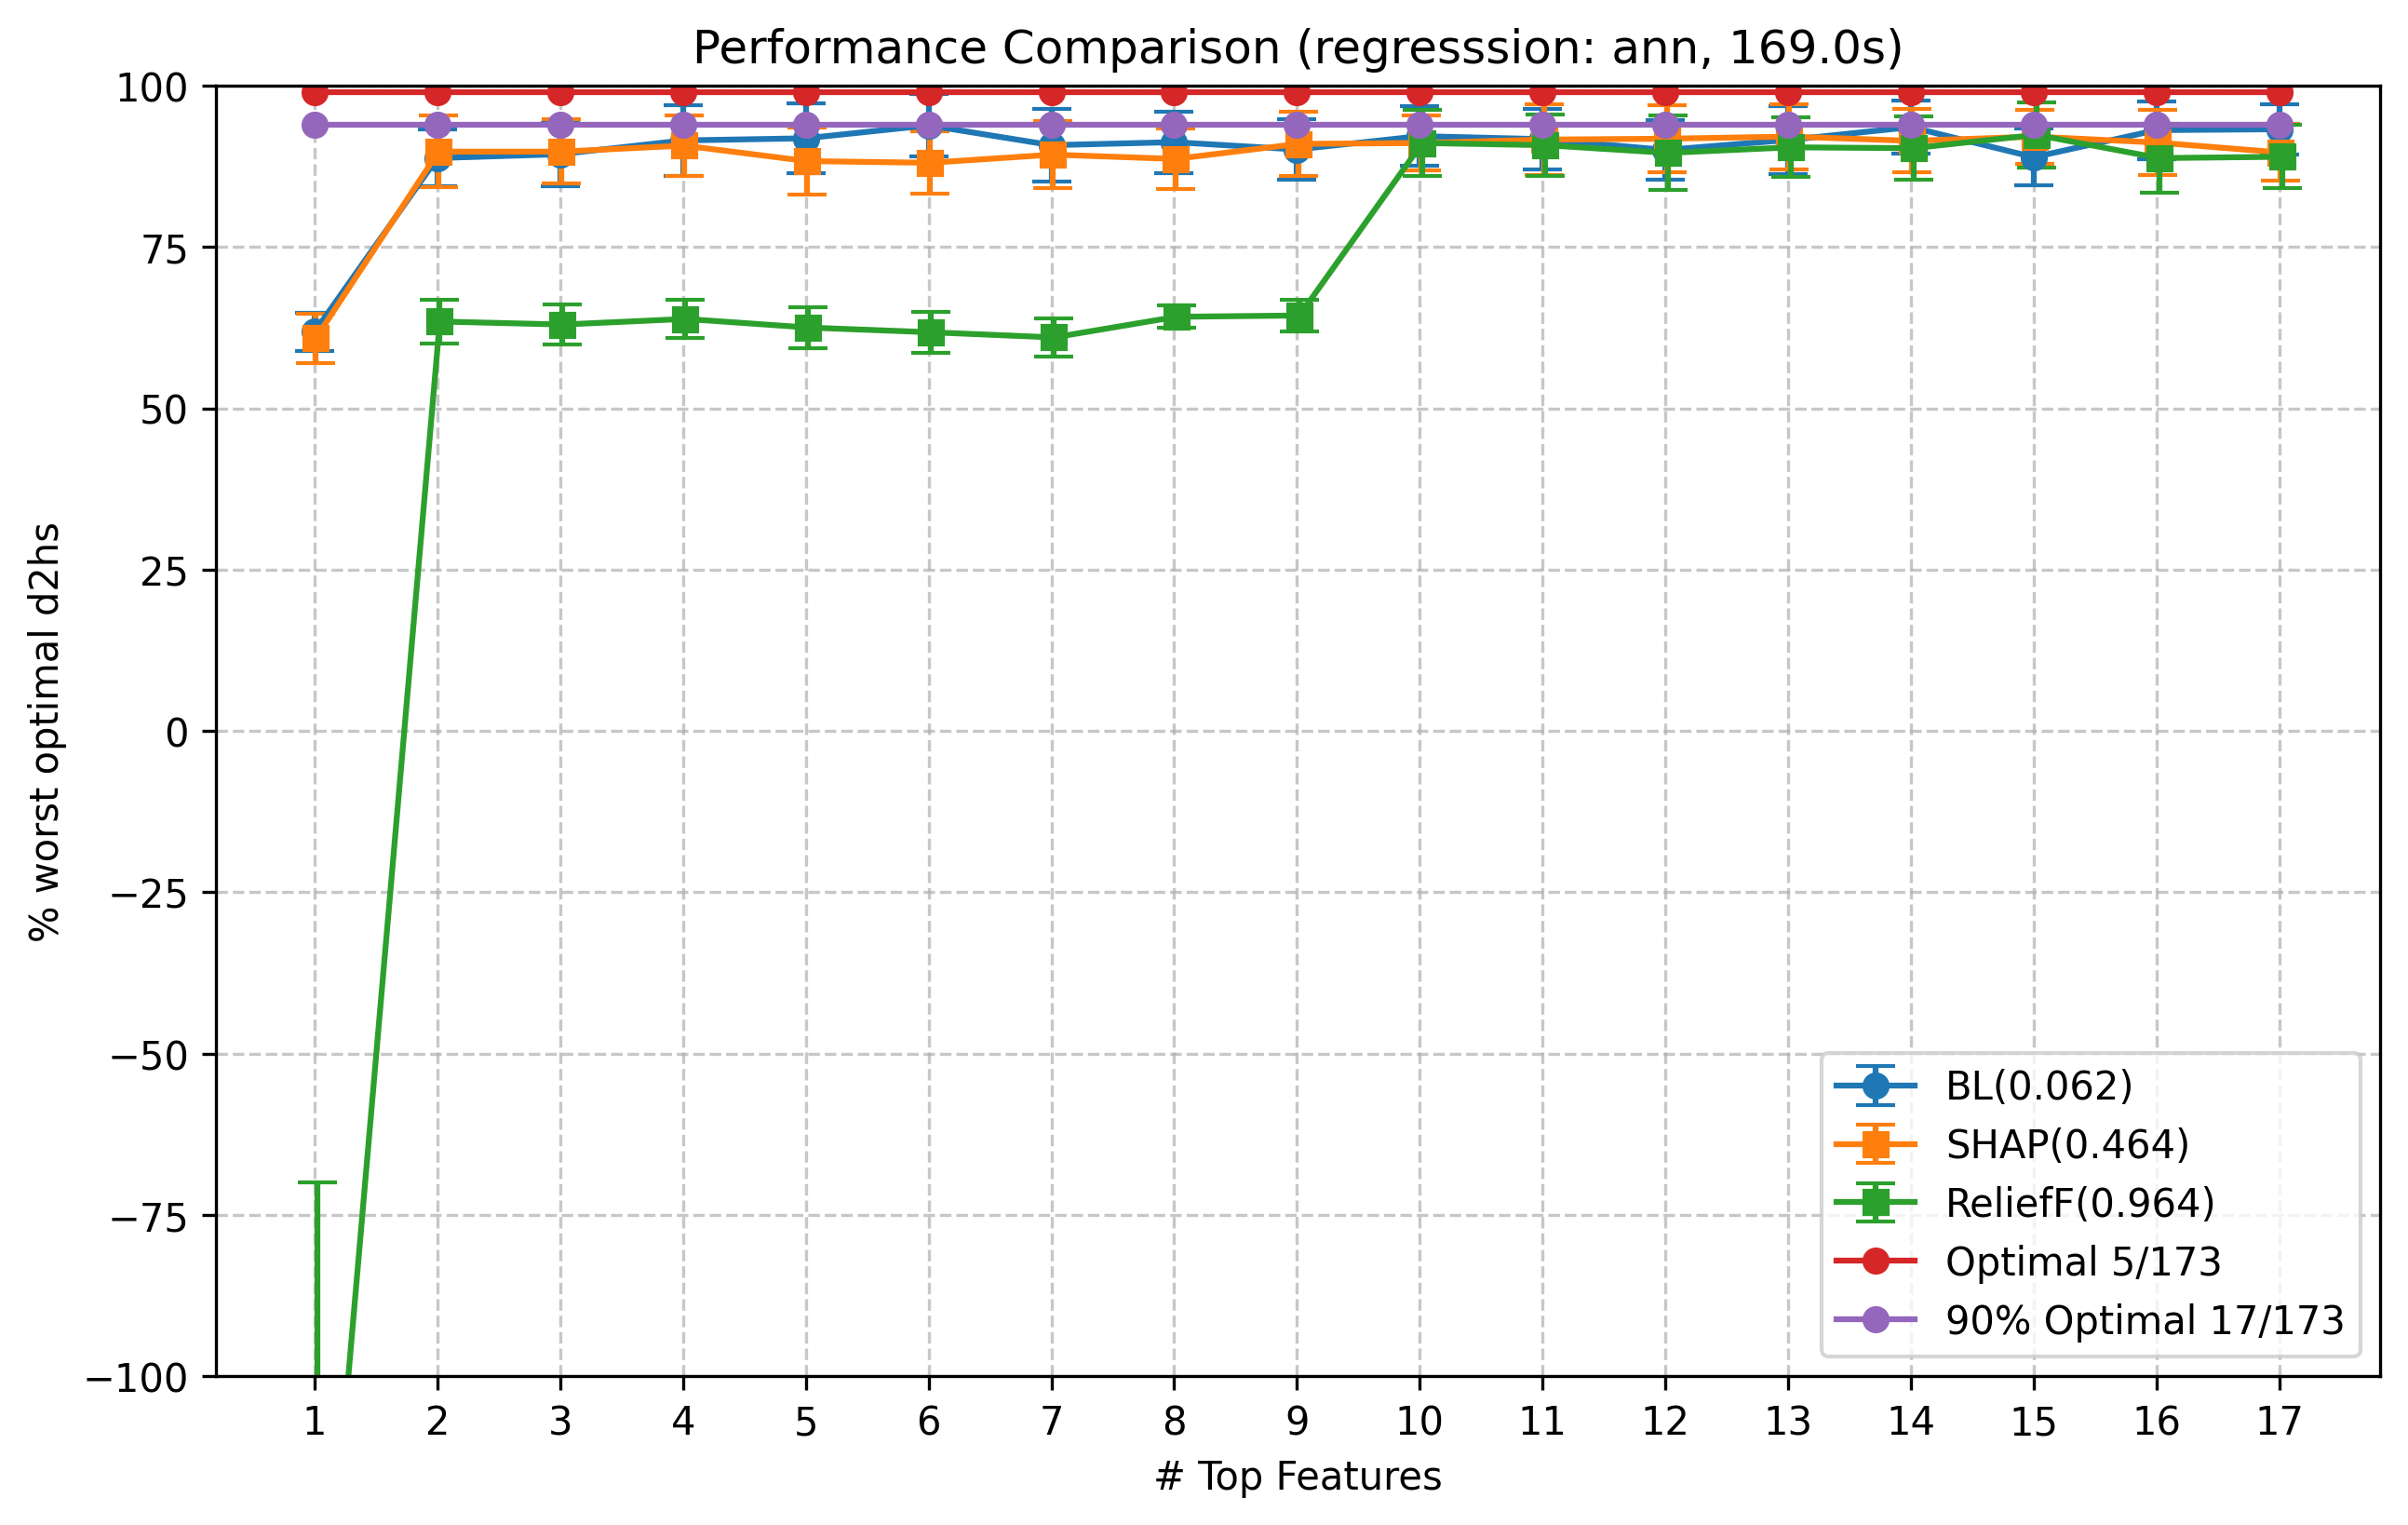 Performance Comparison (regresssion: ann, 169.0s)
100
75
50
25
0
−25
−50
−75
−100
% worst optimal d2hs
1 2 3 4 5 6 7 8 9 10 11 12 13 14 15 16 17
# Top Features
BL(0.062)
SHAP(0.464)
ReliefF(0.964)
Optimal 5/173
90% Optimal 17/173